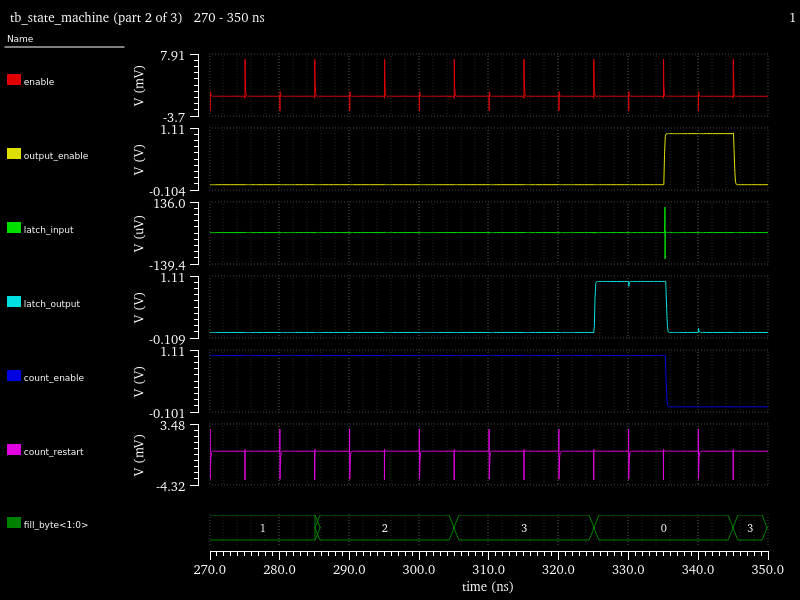 tb_state_machine (part 2 of 3) 270 - 350 ns 1
Name
enable
V (mV)
7.91
-3.7
output_enable
V (V)
1.11
-0.104
latch_input
V (uV)
136.0
-139.4
latch_output
V (V)
1.11
-0.109
count_enable
V (V)
1.11
-0.101
count_restart
V (mV)
3.48
-4.32
fill_byte<1:0>
1 2 3 0 3
270.0 280.0 290.0 300.0 310.0 320.0 330.0 340.0 350.0
time (ns)